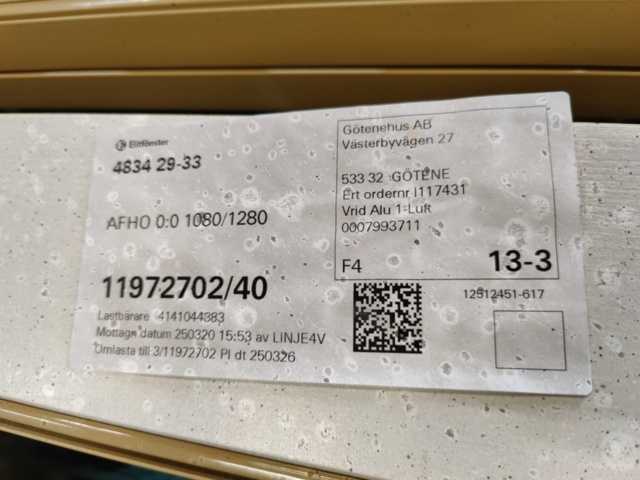 Elitfönster
4834 29-33
AFHO 0:0 1080/1280
11972702/40
Lastbärare 4141044383
Mottagn datum 250320 15:53 av LINJE4V
Omlasta till 3/11972702 Pl dt 250326
Götenehus AB
Västerbyvägen 27
533 32 GÖTENE
Ert ordernr I117431
Vrid Alu 1-Luft
0007993711
F4 13-3
12512451-617